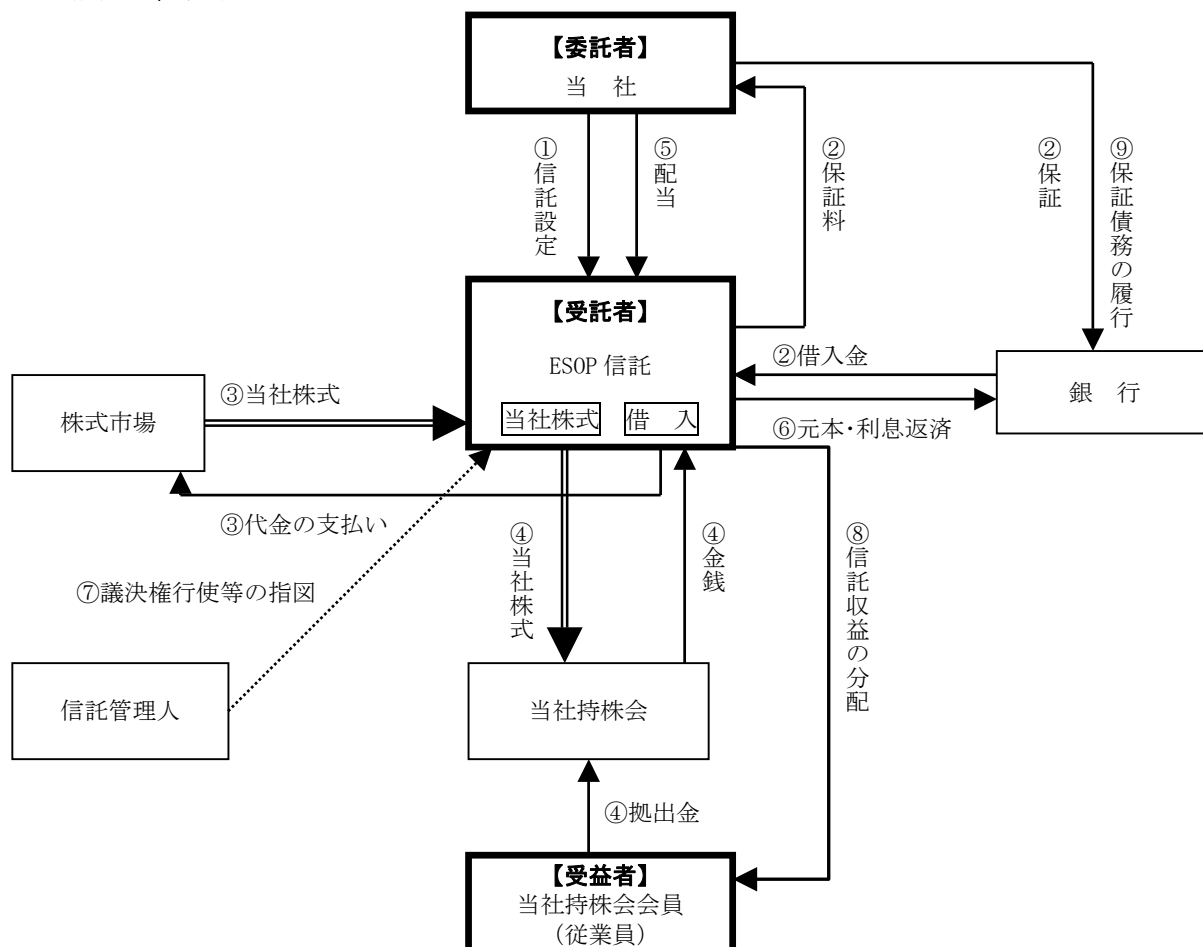 【委託者】
当　社
①信託設定
⑤配当
②保証料
②保証
⑨保証債務の履行
【受託者】
ESOP 信託
当社株式
借　入
②借入金
銀　行
⑥元本・利息返済
株式市場
③当社株式
③代金の支払い
⑦議決権行使等の指図
④当社株式
④金銭
⑧信託収益の分配
信託管理人
当社持株会
④拠出金
【受益者】
当社持株会会員
（従業員）